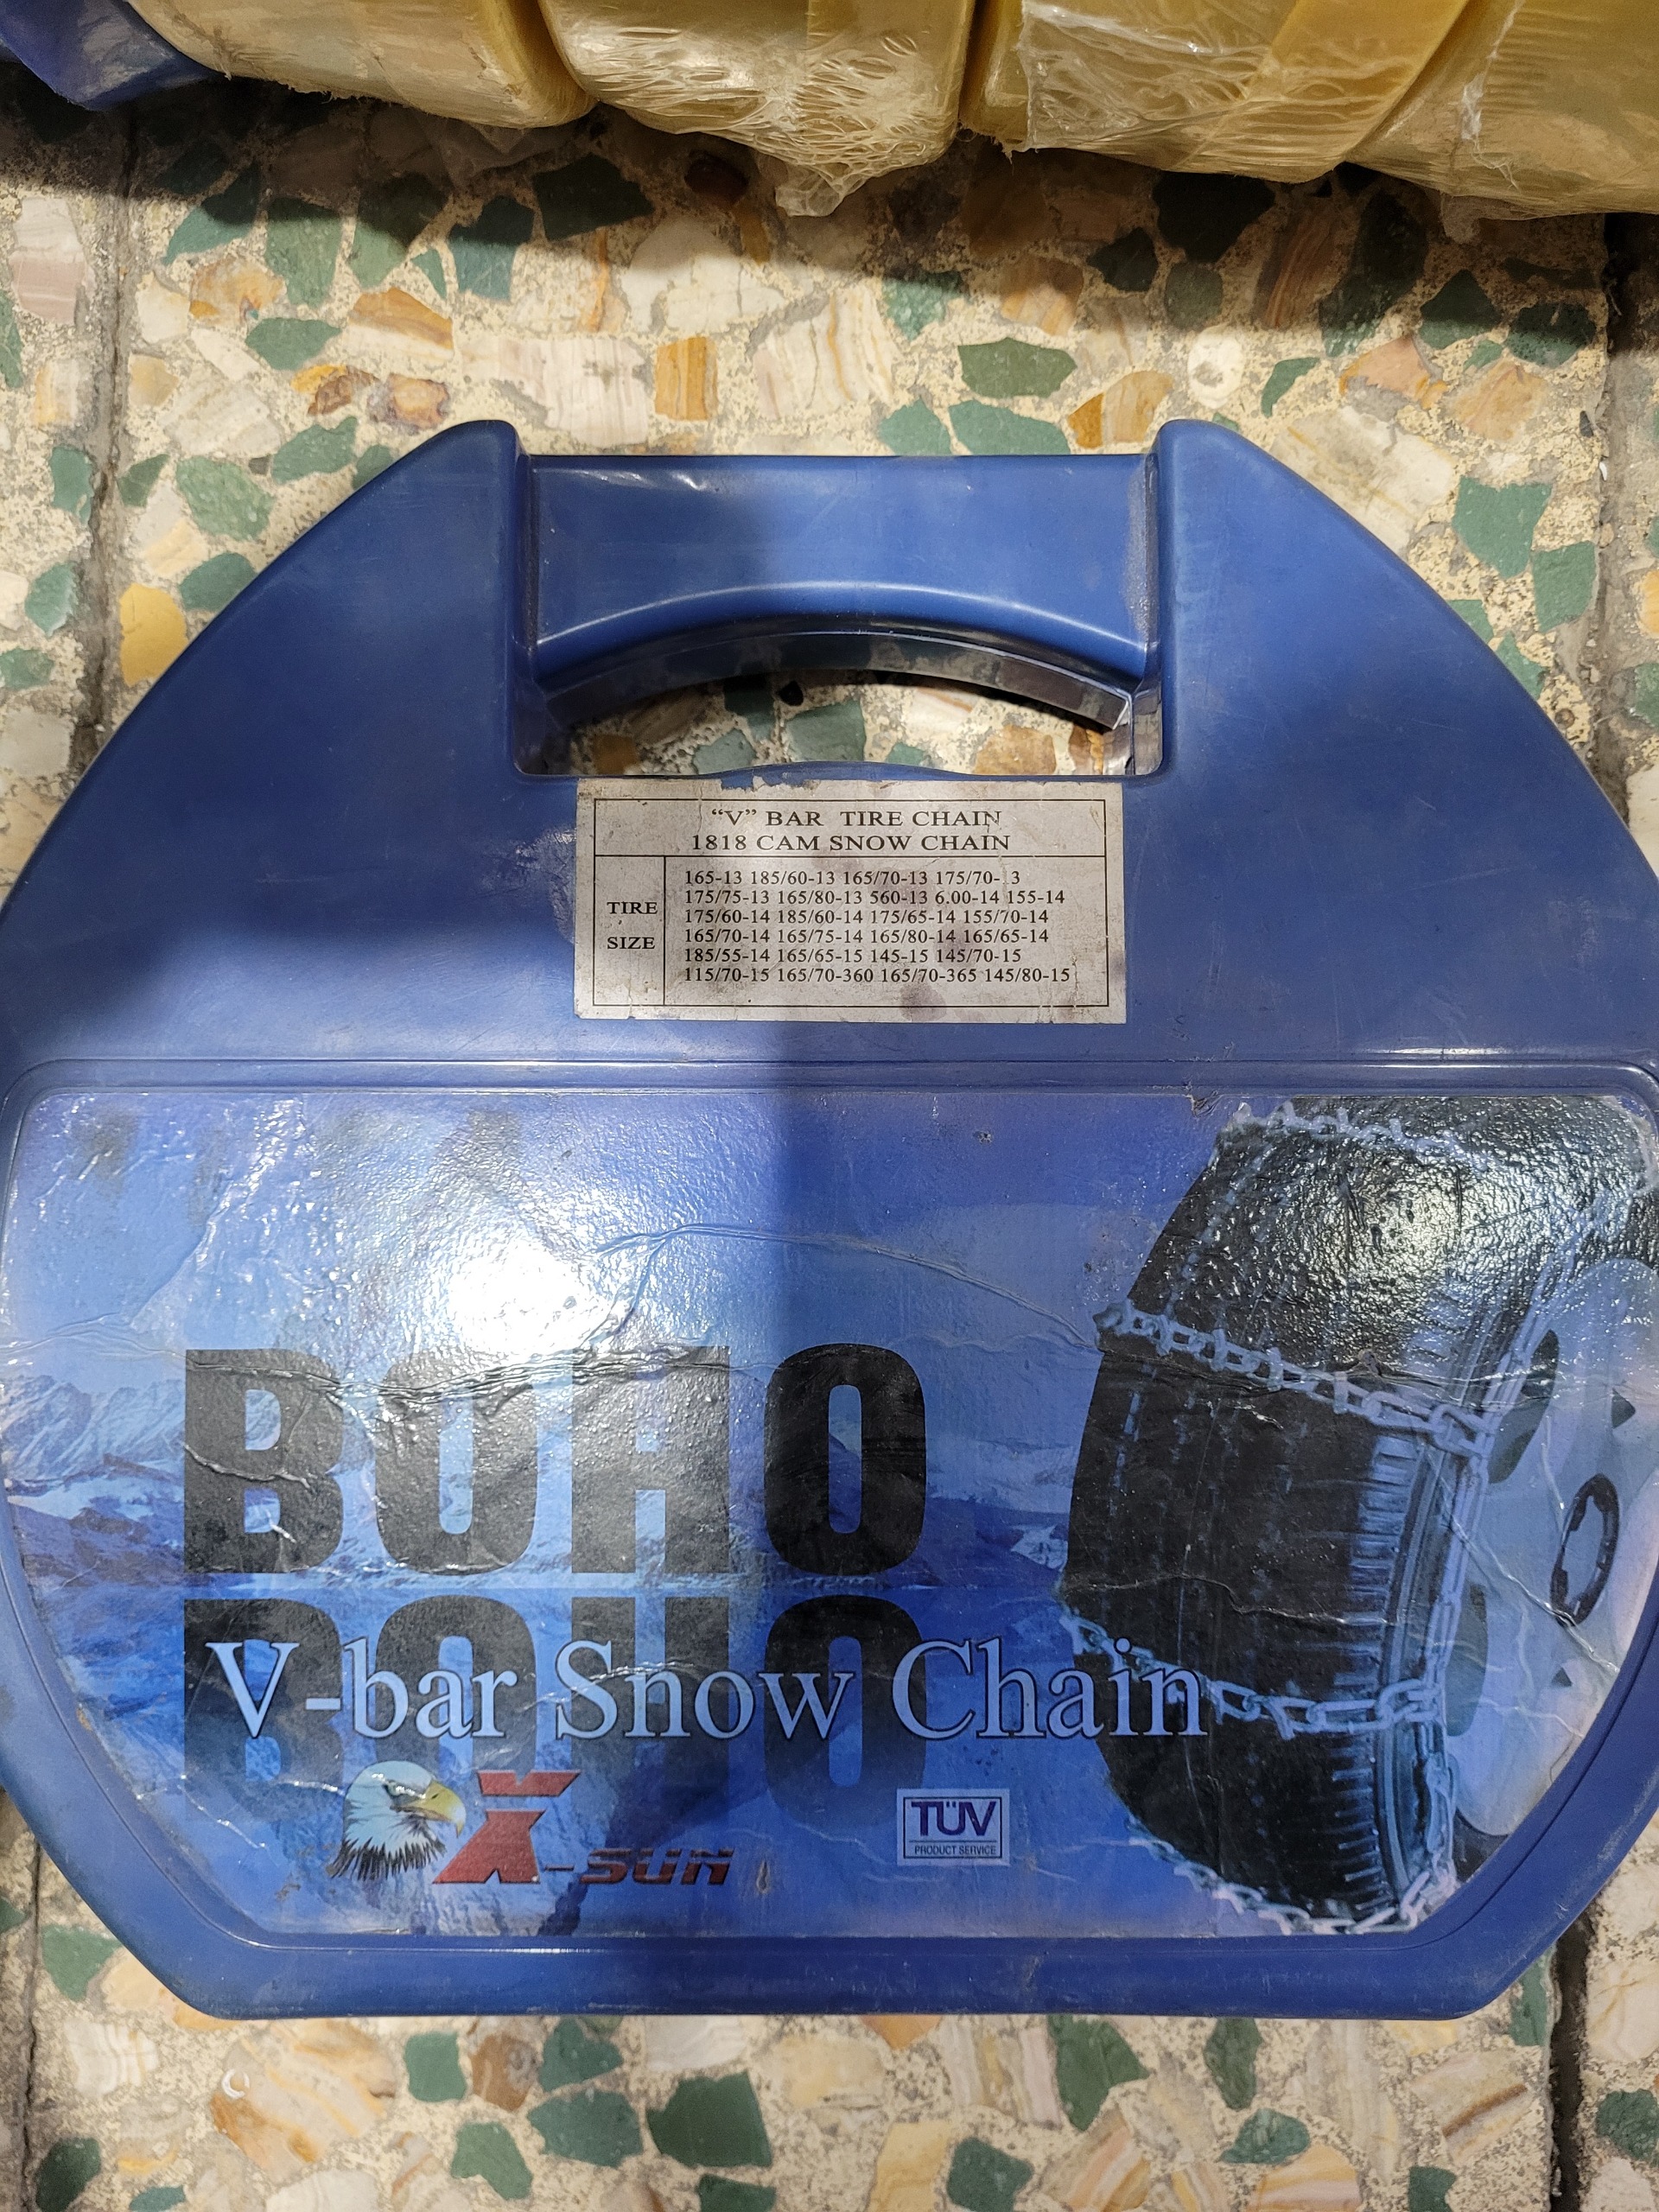 “V” BAR TIRE CHAIN
1818 CAM SNOW CHAIN
TIRE
SIZE
165-13 185/60-13 165/70-13 175/70- 3
175/75-13 165/80-13 560-13 6.00-14 155-14
175/60-14 185/60-14 175/65-14 155/70-14
165/70-14 165/75-14 165/80-14 165/65-14
185/55-14 165/65-15 145-15 145/70-15
115/70-15 165/70-360 165/70-365 145/80-15
BOHO
BOHO
V-bar Snow Chain
X-SUN
TÜV
PRODUCT SERVICE